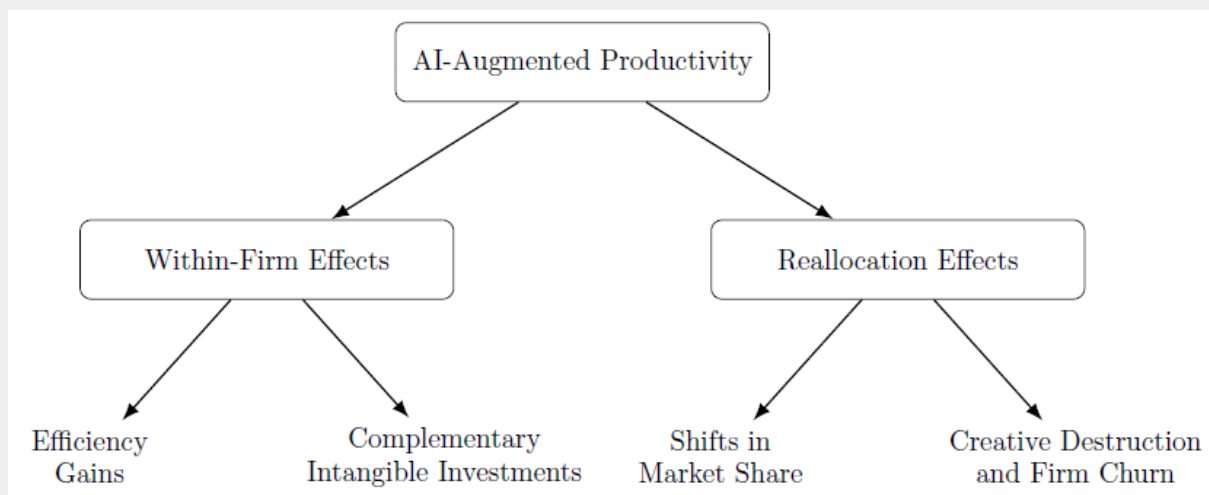 AI-Augmented Productivity
Within-Firm Effects
Reallocation Effects
Efficiency
Gains
Complementary
Intangible Investments
Shifts in
Market Share
Creative Destruction
and Firm Churn